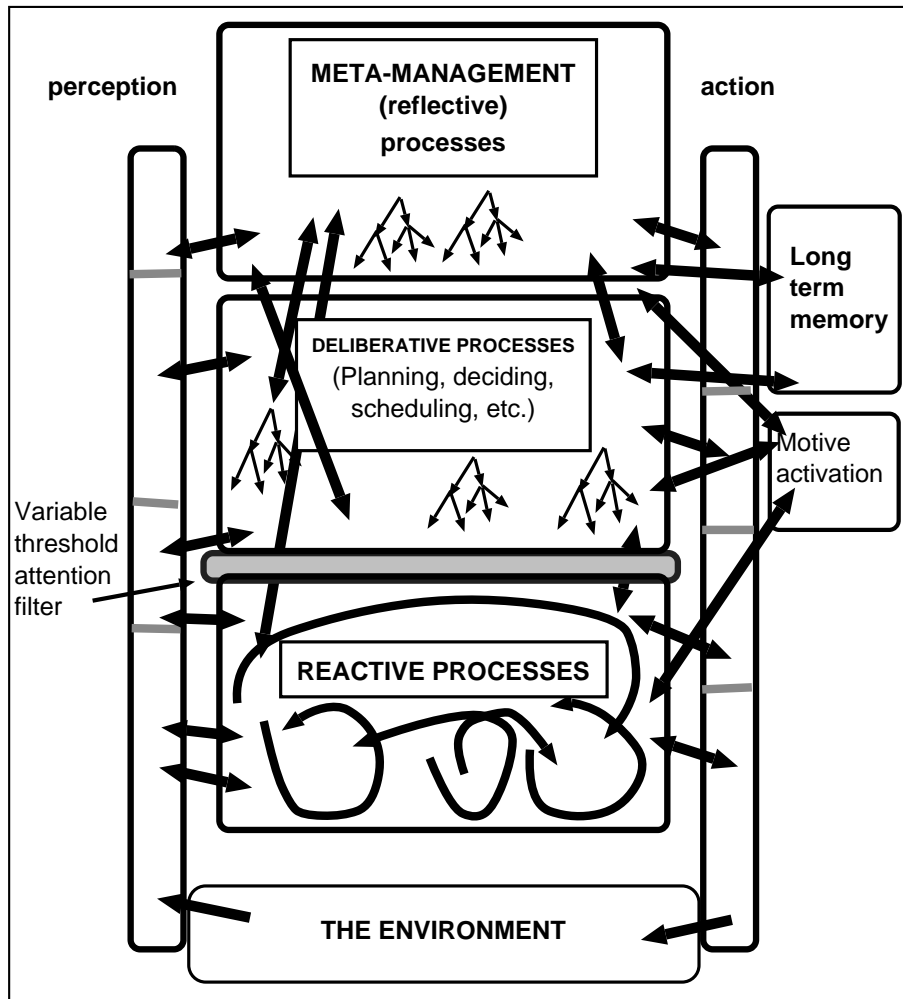 perception
META-MANAGEMENT
(reflective)
processes
action
Long
term
memory
DELIBERATIVE PROCESSES
(Planning, deciding,
scheduling, etc.)
Motive
activation
Variable
threshold
attention
filter
REACTIVE PROCESSES
THE ENVIRONMENT